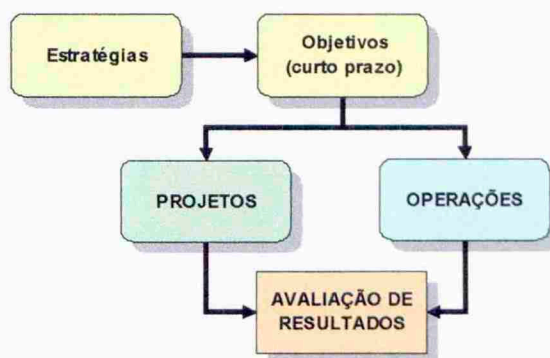 Estratégias
Objetivos
(curto prazo)
PROJETOS
OPERAÇÕES
AVALIAÇÃO DE
RESULTADOS